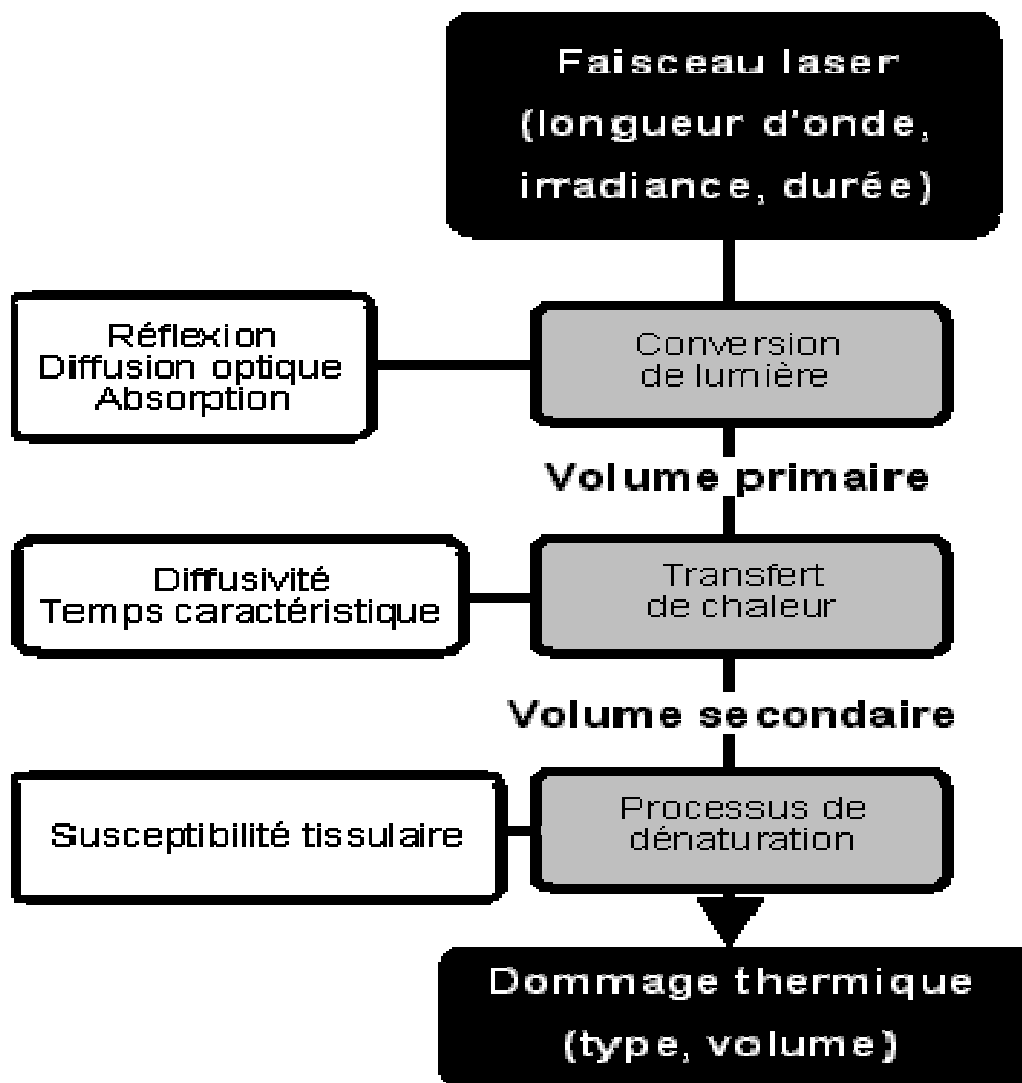 Faisceau laser
(longueur d'onde,
irradiance, durée)
Réflexion
Diffusion optique
Absorption
Conversion
de lumière
Volume primaire
Diffusivité
Temps caractéristique
Transfert
de chaleur
Volume secondaire
Susceptibilité tissulaire
Processus de
dénaturation
Dommage thermique
(type, volume)